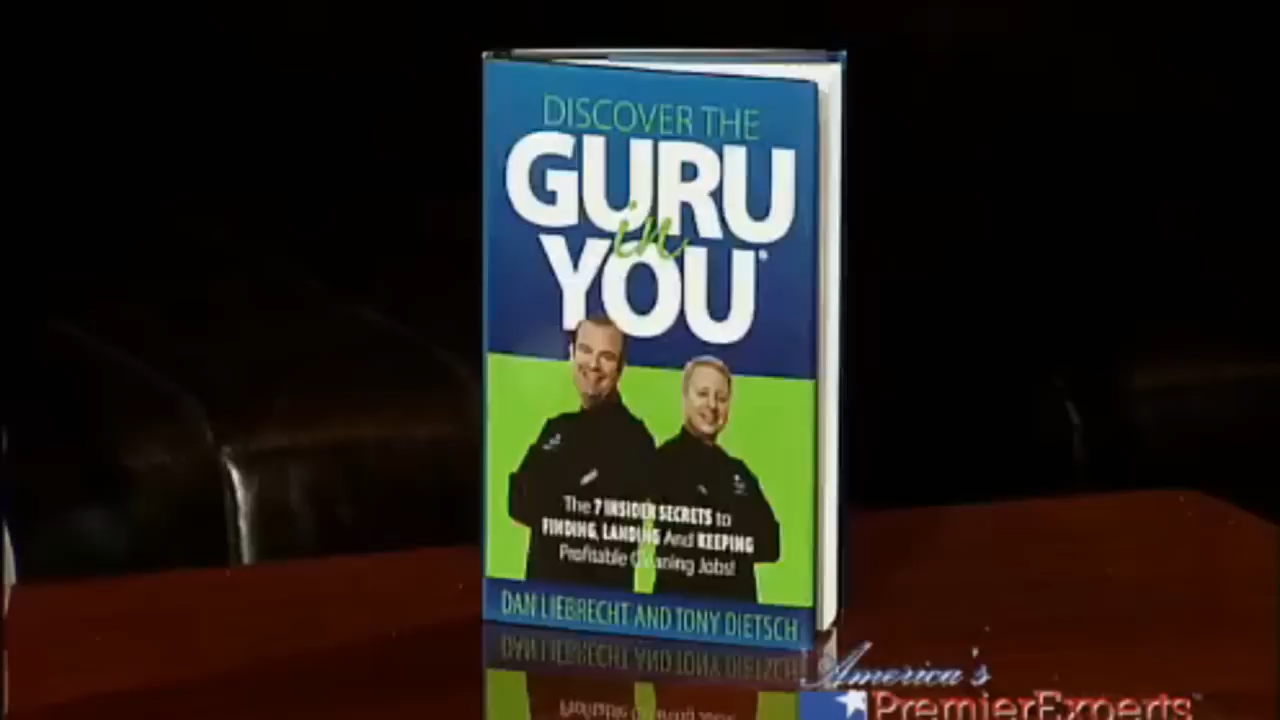 DISCOVER THE
GURU
in
YOU®
The 7 INSIDER SECRETS to
FINDING, LANDING And KEEPING
Profitable Cleaning Jobs!
DAN LIEBRECHT AND TONY DIETSCH
America's
PremierExperts™